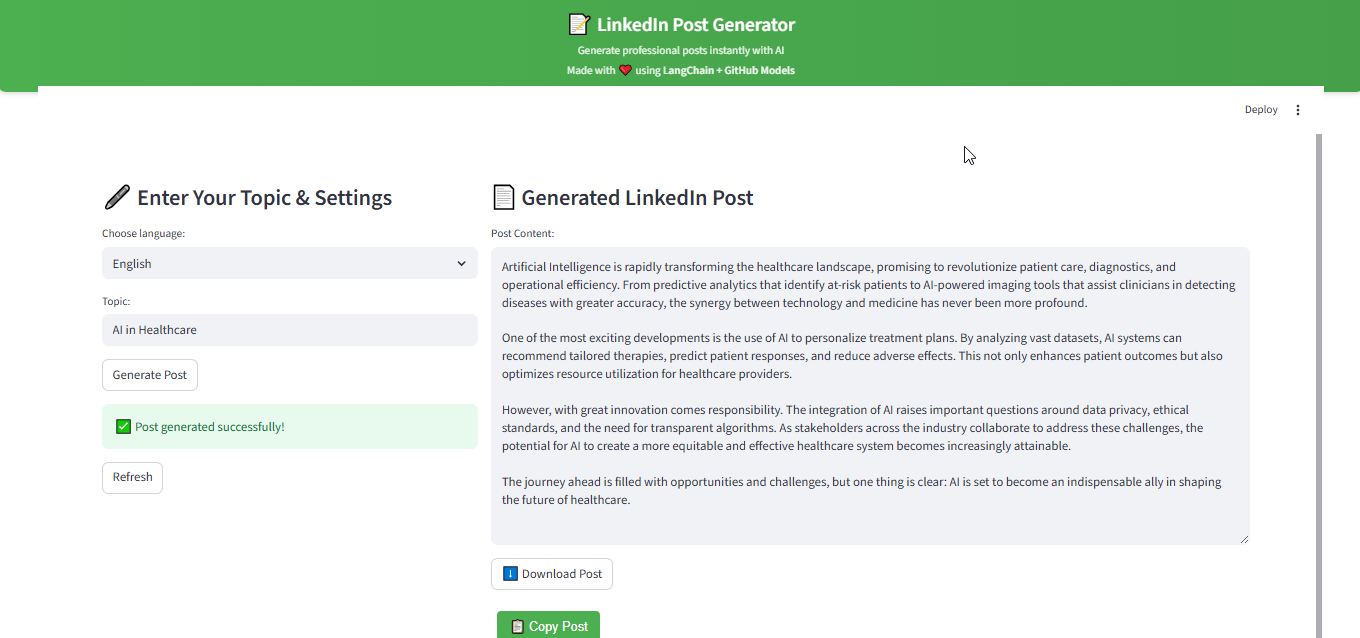 📝 LinkedIn Post Generator
Generate professional posts instantly with AI
Made with ❤️ using LangChain + GitHub Models
Deploy
Enter Your Topic & Settings
Choose language:
English
Topic:
AI in Healthcare
Generate Post
✅ Post generated successfully!
Refresh
Generated LinkedIn Post
Post Content:
Artificial Intelligence is rapidly transforming the healthcare landscape, promising to revolutionize patient care, diagnostics, and
operational efficiency. From predictive analytics that identify at-risk patients to AI-powered imaging tools that assist clinicians in detecting
diseases with greater accuracy, the synergy between technology and medicine has never been more profound.
One of the most exciting developments is the use of AI to personalize treatment plans. By analyzing vast datasets, AI systems can
recommend tailored therapies, predict patient responses, and reduce adverse effects. This not only enhances patient outcomes but also
optimizes resource utilization for healthcare providers.
However, with great innovation comes responsibility. The integration of AI raises important questions around data privacy, ethical
standards, and the need for transparent algorithms. As stakeholders across the industry collaborate to address these challenges, the
potential for AI to create a more equitable and effective healthcare system becomes increasingly attainable.
The journey ahead is filled with opportunities and challenges, but one thing is clear: AI is set to become an indispensable ally in shaping
the future of healthcare.
⬇️ Download Post
📋 Copy Post